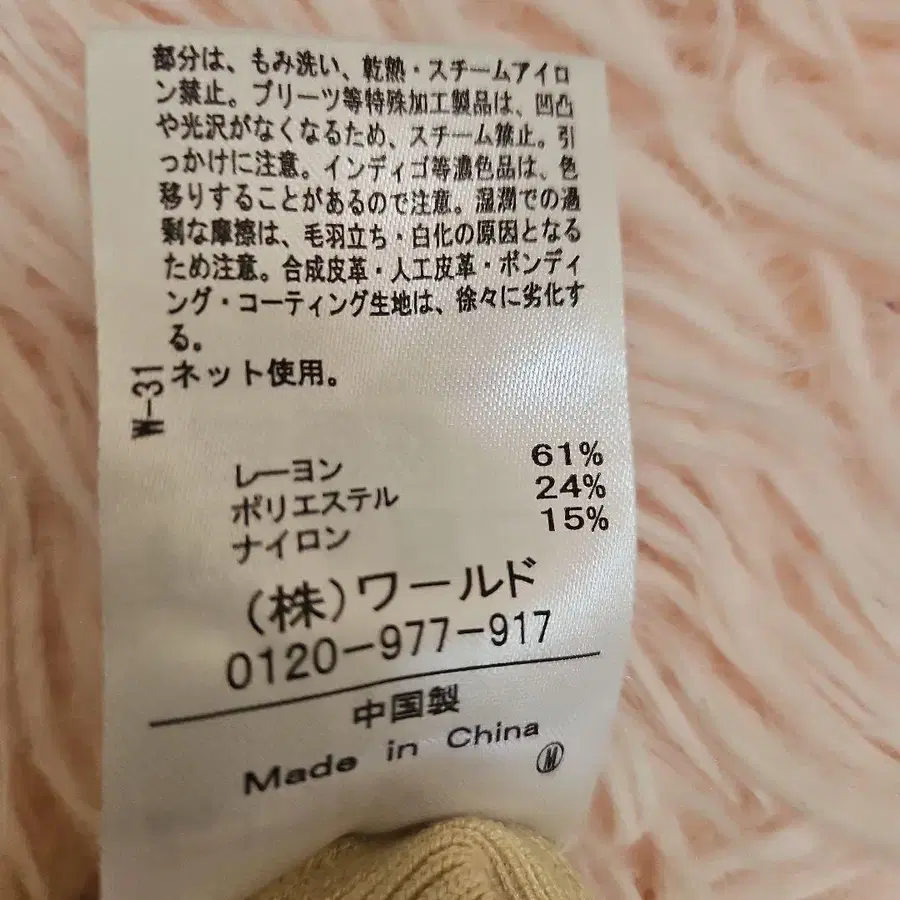 部分は、もみ洗い、乾熱・スチームアイロ
ン禁止。プリーツ等特殊加工製品は、凹凸
や光沢がなくなるため、スチーム禁止。引
っかけに注意。インディゴ等濃色品は、色
移りすることがあるので注意。湿潤での過
剰な摩擦は、毛羽立ち・白化の原因となる
ため注意。合成皮革・人工皮革・ボンディ
ング・コーティング生地は、徐々に劣化す
る。
ネット使用。
W-31
レーヨン 61%
ポリエステル 24%
ナイロン 15%
(株)ワールド
0120-977-917
中国製
Made in China
M